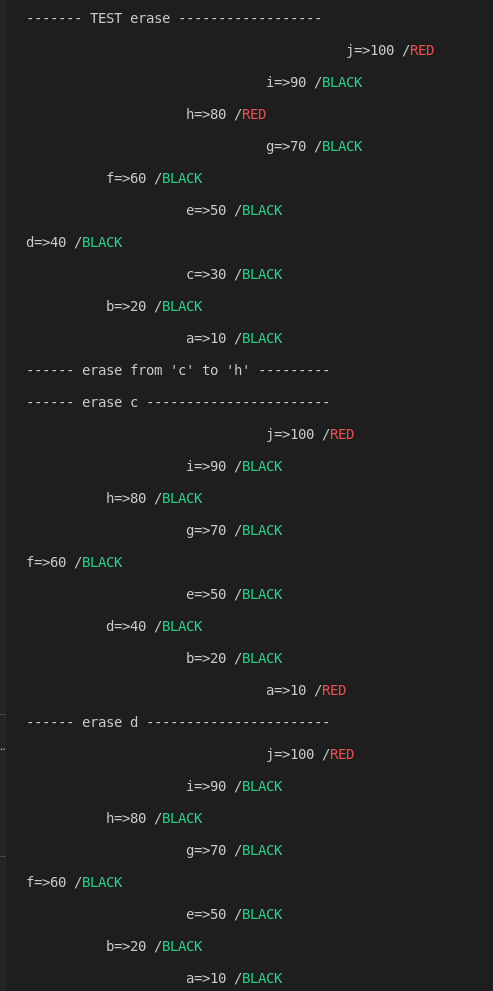 ------- TEST erase ------------------
j=>100 /RED
i=>90 /BLACK
h=>80 /RED
g=>70 /BLACK
f=>60 /BLACK
e=>50 /BLACK
d=>40 /BLACK
c=>30 /BLACK
b=>20 /BLACK
a=>10 /BLACK
------ erase from 'c' to 'h' ---------
------ erase c -----------------------
j=>100 /RED
i=>90 /BLACK
h=>80 /BLACK
g=>70 /BLACK
f=>60 /BLACK
e=>50 /BLACK
d=>40 /BLACK
b=>20 /BLACK
a=>10 /RED
------ erase d -----------------------
j=>100 /RED
i=>90 /BLACK
h=>80 /BLACK
g=>70 /BLACK
f=>60 /BLACK
e=>50 /BLACK
b=>20 /BLACK
a=>10 /BLACK